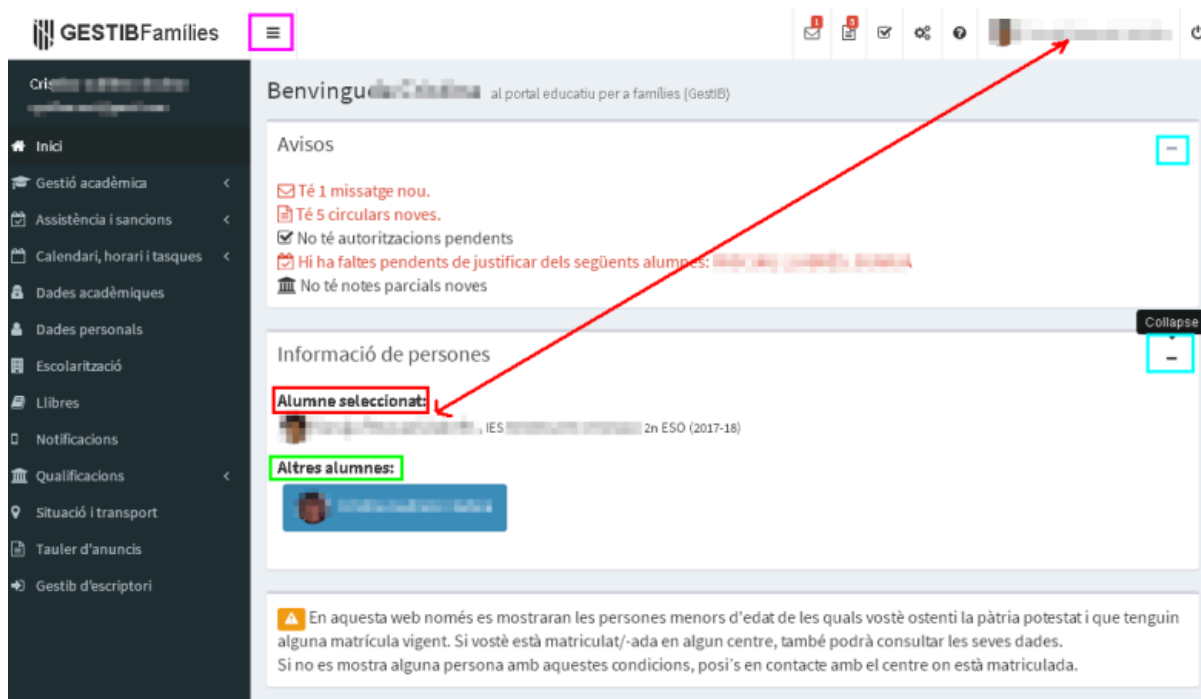 GESTIBFamílies
1
5
Cris
Inici
Gestió acadèmica
Assistència i sancions
Calendari, horari i tasques
Dades acadèmiques
Dades personals
Escolarització
Llibres
Notificacions
Qualificacions
Situació i transport
Tauler d'anuncis
Gestib d'escriptori
Benvingu al portal educatiu per a famílies (GestIB)
Avisos
Té 1 missatge nou.
Té 5 circulars noves.
No té autoritzacions pendents
Hi ha faltes pendents de justificar dels següents alumnes:
No té notes parcials noves
Collapse
Informació de persones
Alumne seleccionat:
, IES 2n ESO (2017-18)
Altres alumnes:
En aquesta web només es mostraran les persones menors d'edat de les quals vostè ostenti la pàtria potestat i que tenguin
alguna matrícula vigent. Si vostè està matriculat/-ada en algun centre, també podrà consultar les seves dades.
Si no es mostra alguna persona amb aquestes condicions, posi's en contacte amb el centre on està matriculada.